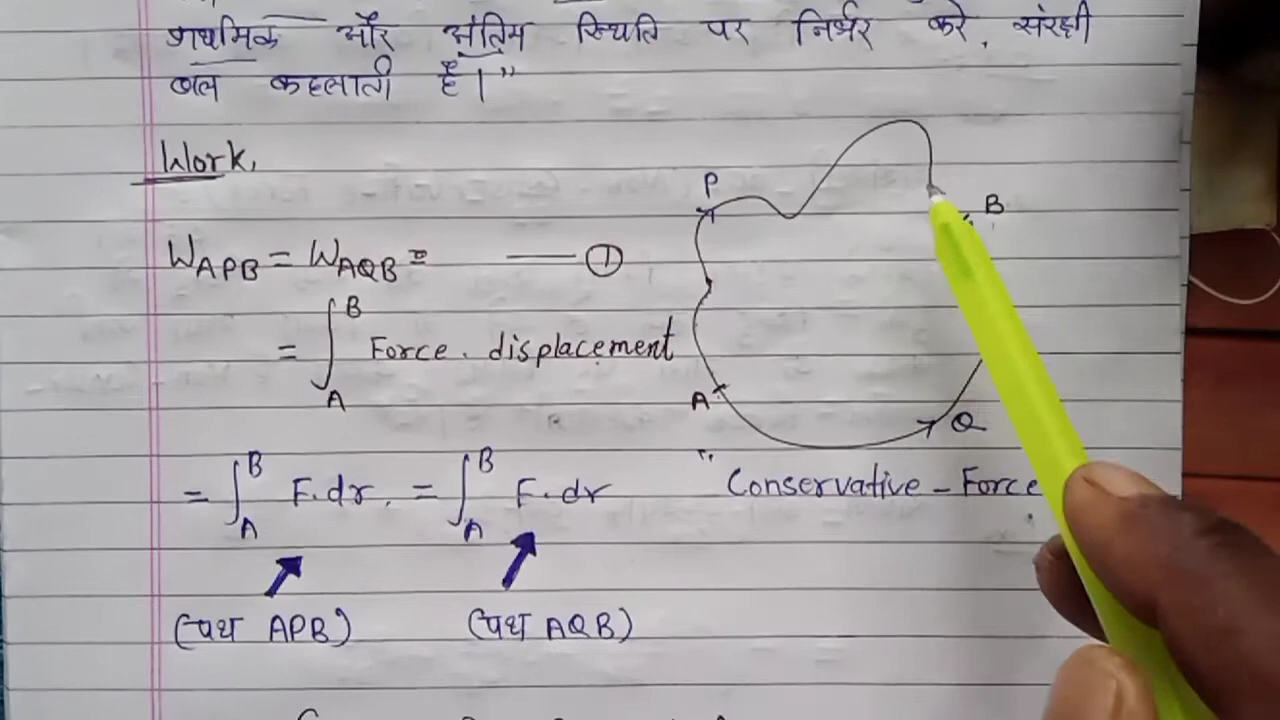 प्राथमिक और अंतिम स्थिति पर निर्भर करे, संरक्षी
बल कहलाती है।"
Work,
P
B
W_APB = W_AQB = —— ①
= ∫_A^B Force . displacement
A
Q
= ∫_A^B F.dr. = ∫_A^B F.dr
" Conservative - Force
(पथ APB) (पथ AQB)